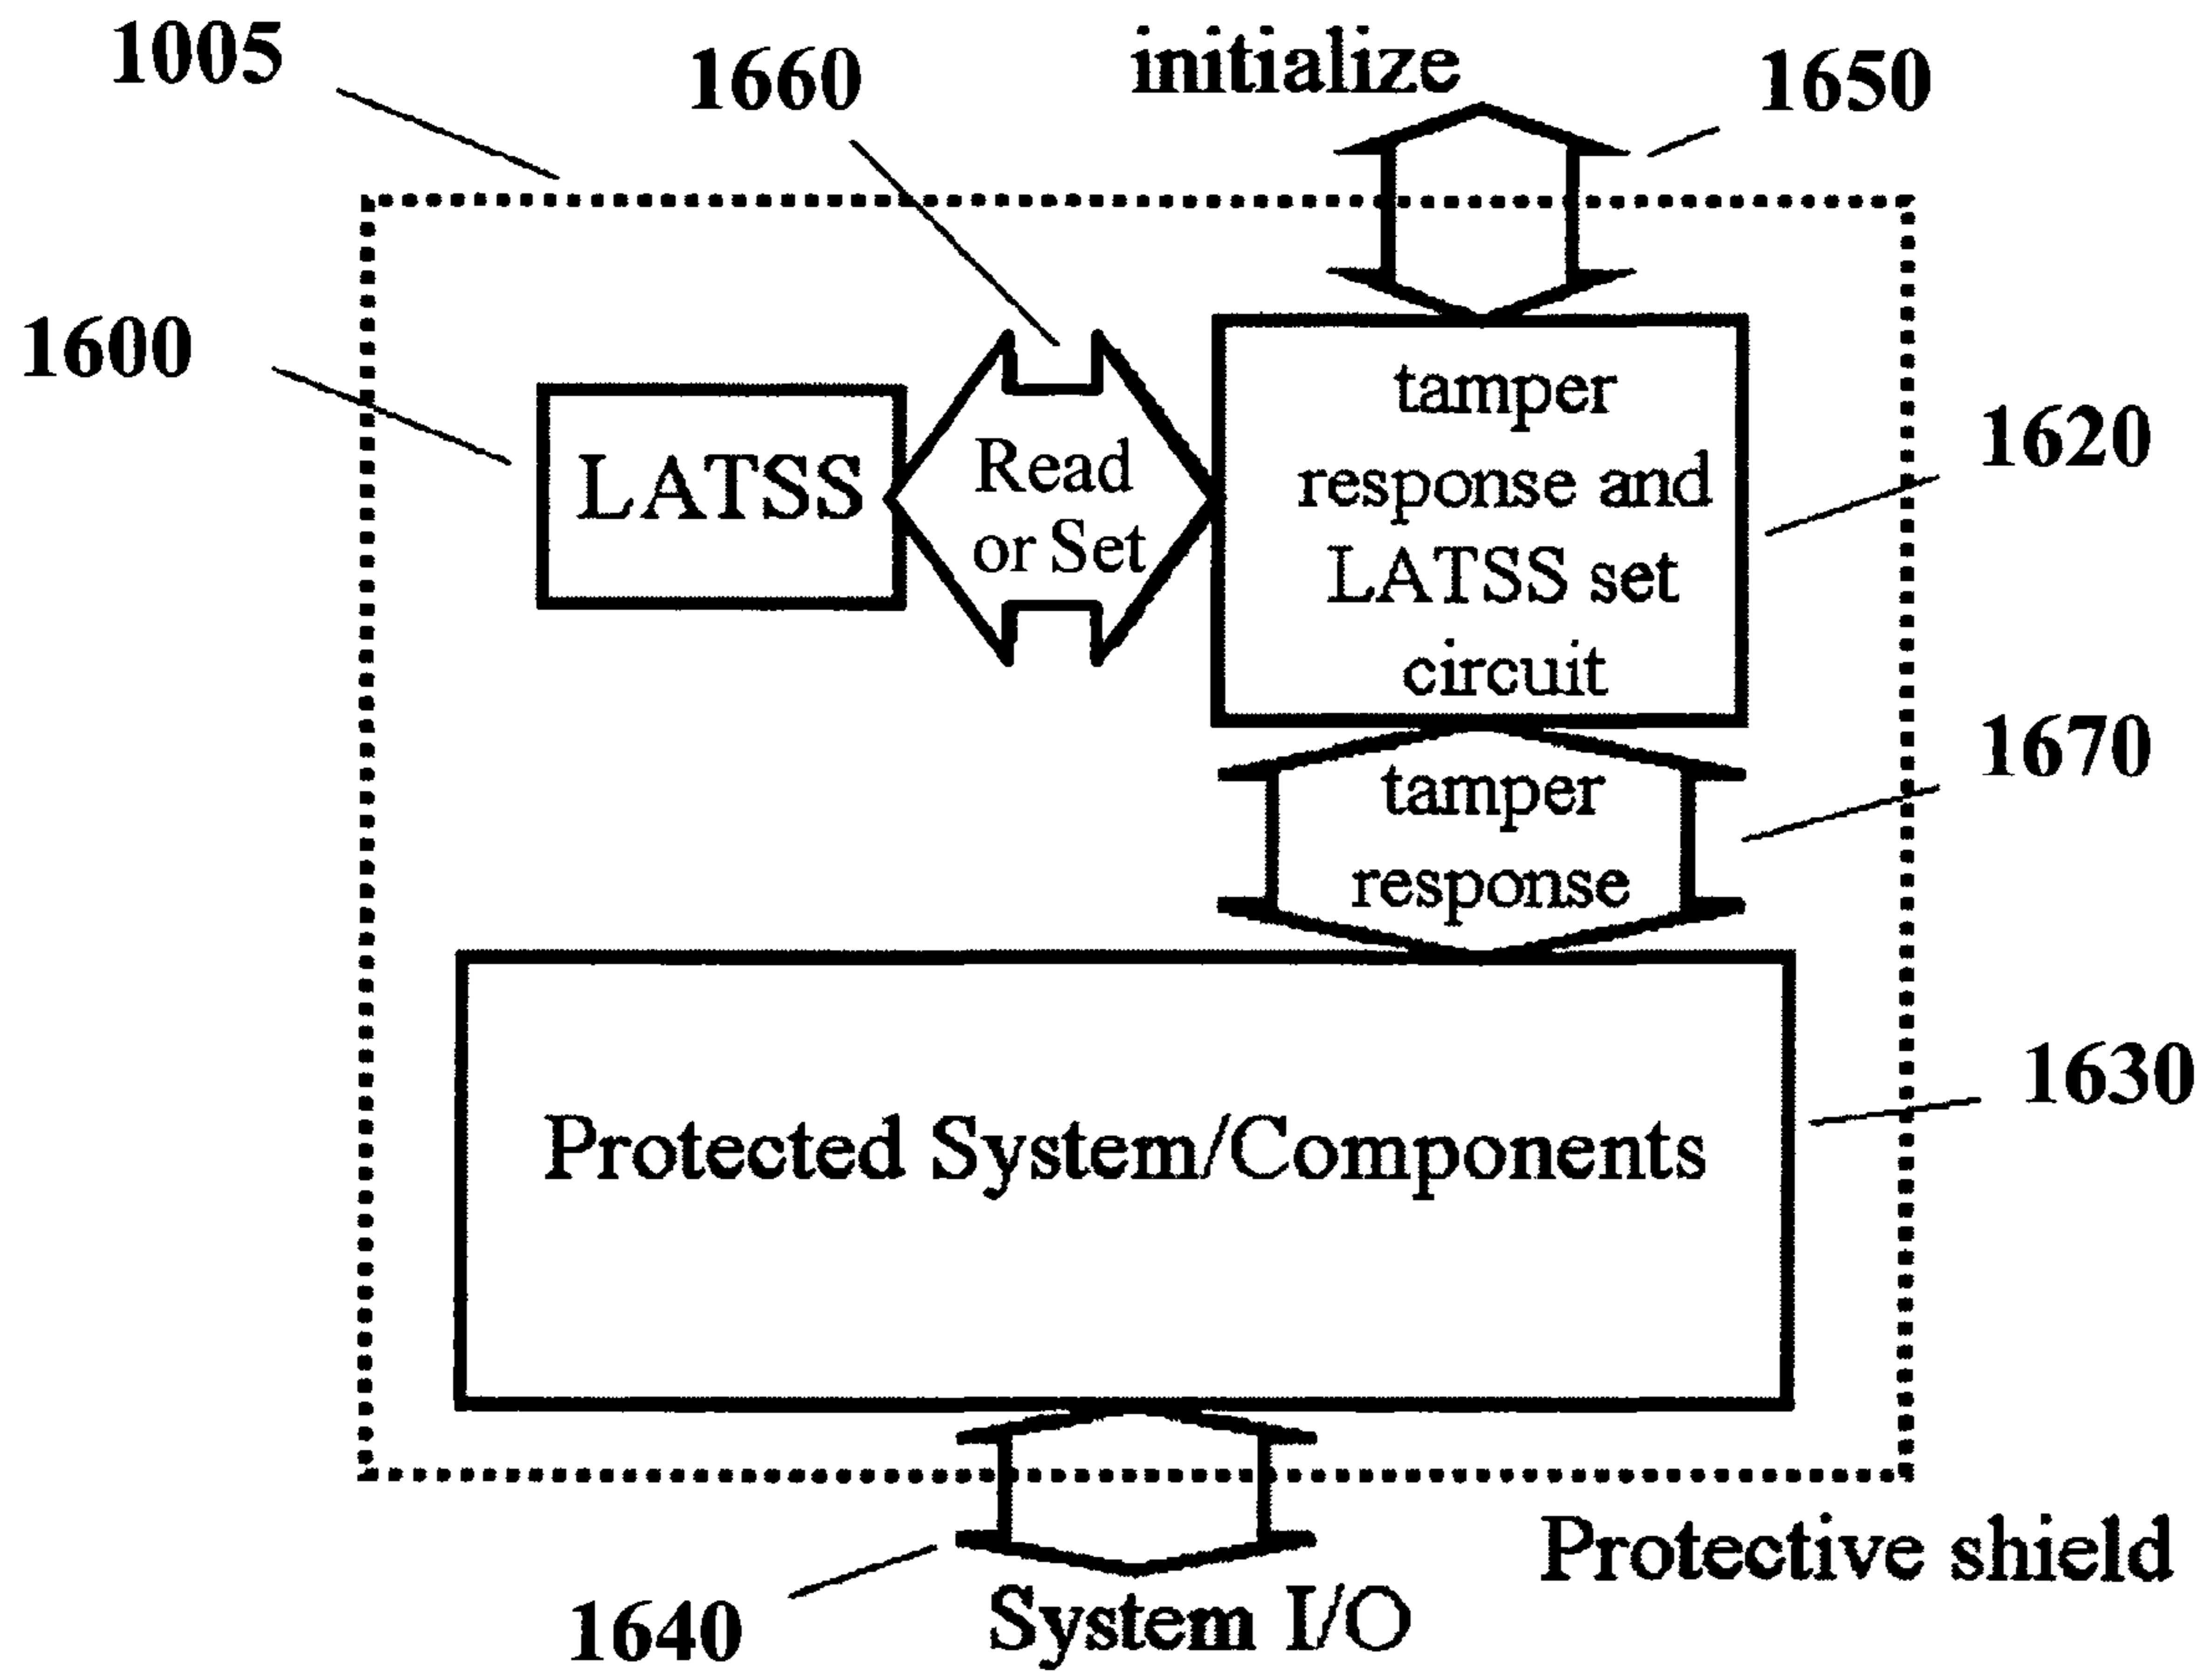 1005
1660
initialize
1650
1600
LATSS
Read
or Set
tamper
response and
LATSS set
circuit
1620
tamper
response
1670
Protected System/Components
1630
Protective shield
1640
System I/O